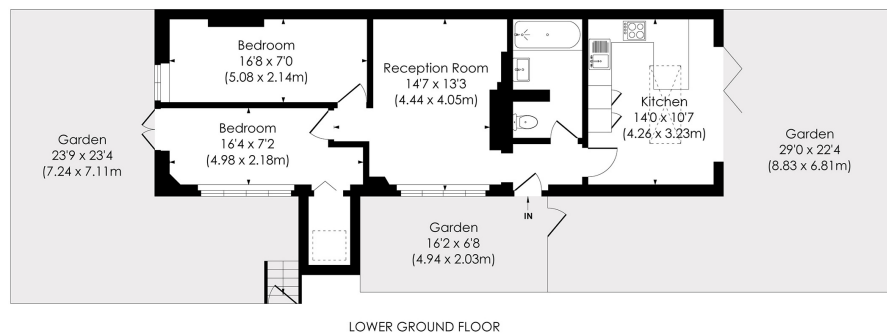 Bedroom
16'8 x 7'0
(5.08 x 2.14m)
Reception Room
14'7 x 13'3
(4.44 x 4.05m)
Kitchen
14'0 x 10'7
(4.26 x 3.23m)
Bedroom
16'4 x 7'2
(4.98 x 2.18m)
Garden
23'9 x 23'4
(7.24 x 7.11m
Garden
29'0 x 22'4
(8.83 x 6.81m)
IN
Garden
16'2 x 6'8
(4.94 x 2.03m)
LOWER GROUND FLOOR